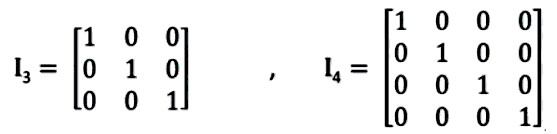 I₃ = [1 0 0; 0 1 0; 0 0 1] , I₄ = [1 0 0 0; 0 1 0 0; 0 0 1 0; 0 0 0 1]